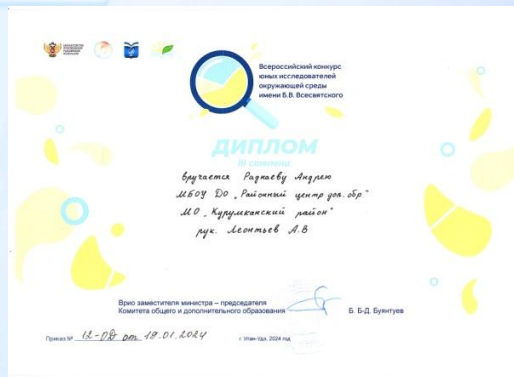 Всероссийский конкурс
юных исследователей
окружающей среды
имени Б.В. Всесвятского
ДИПЛОМ
III степени
вручается Раднаеву Андрею
МБОУ ДО „Районный центр доп. обр."
МО „Курумканский район"
рук. Леонтьев А.В
Врио заместителя министра – председателя
Комитета общего и дополнительного образования
Б. Б-Д. Буянтуев
Приказ № 12-ОД от 18.01.2024
г. Улан-Удэ, 2024 год